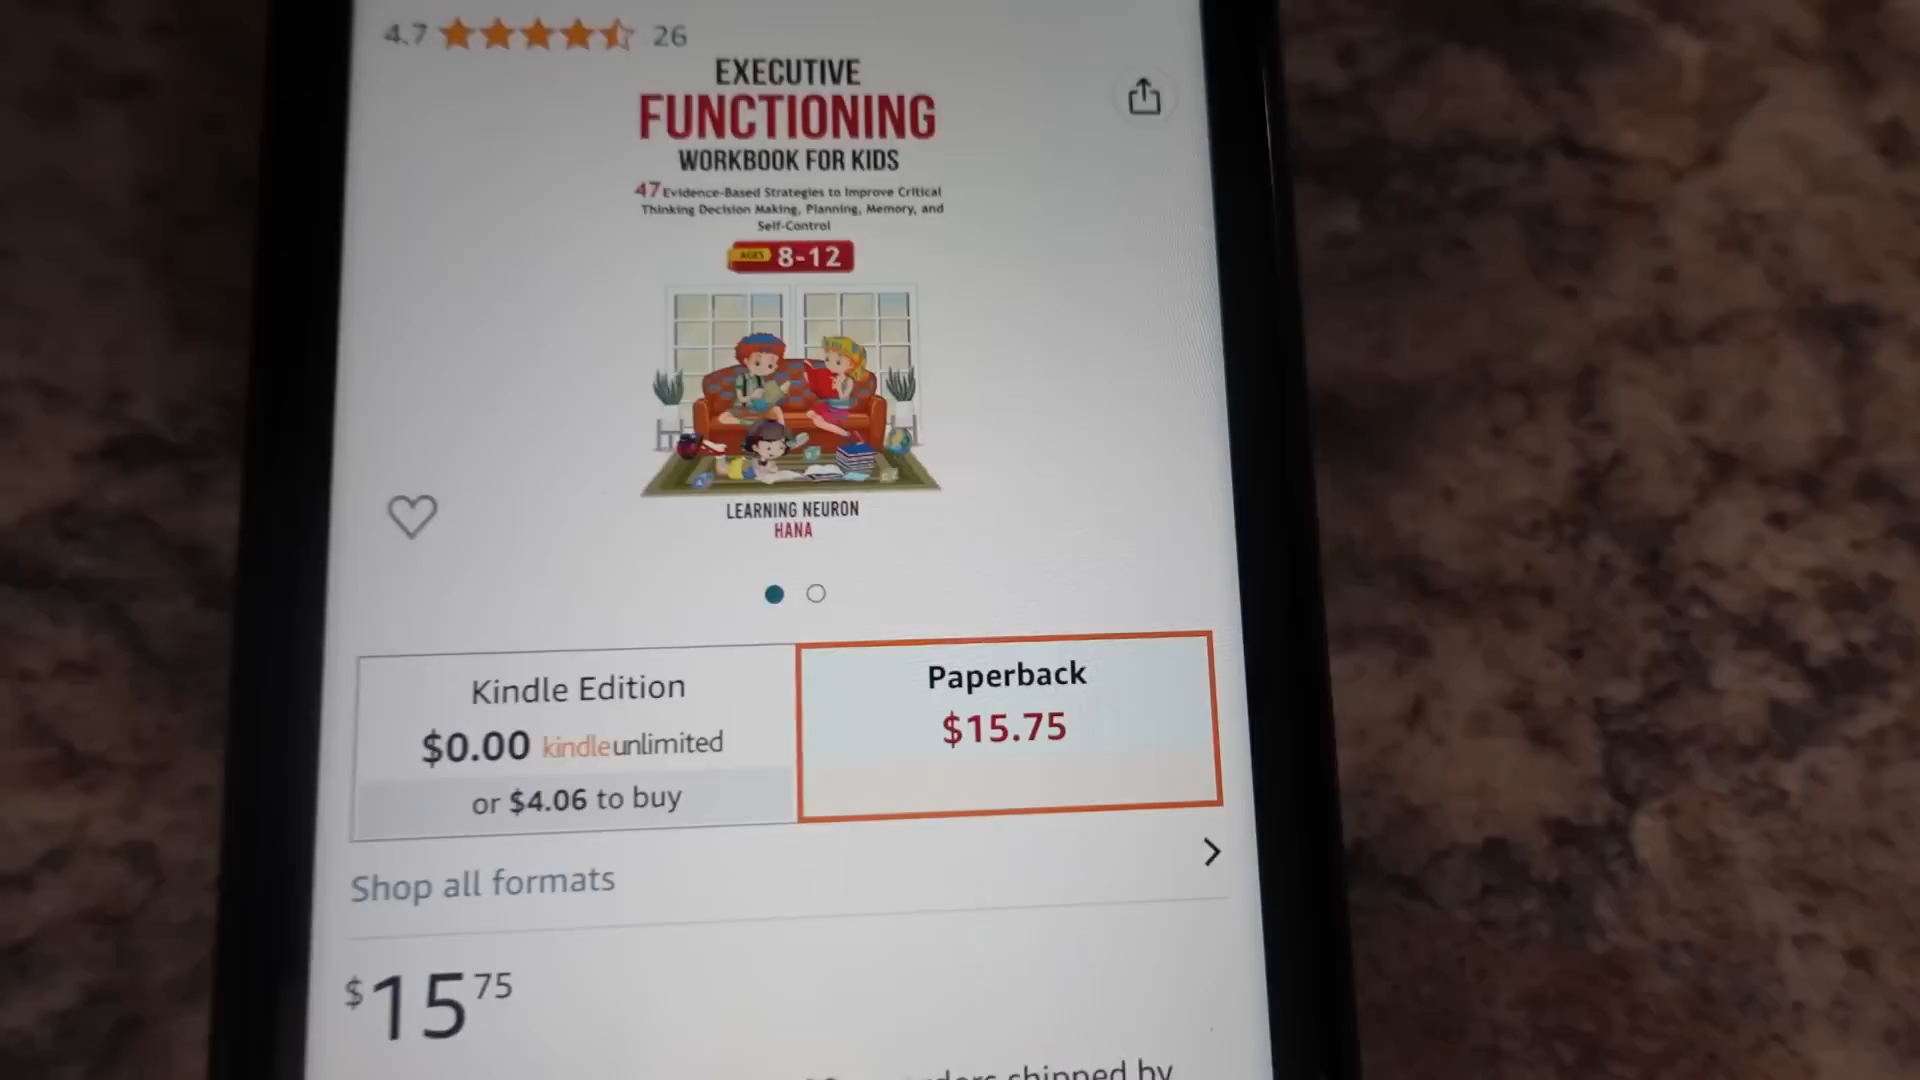 4.7 26
EXECUTIVE
FUNCTIONING
WORKBOOK FOR KIDS
47 Evidence-Based Strategies to Improve Critical
Thinking Decision Making, Planning, Memory, and
Self-Control
AGES 8-12
LEARNING NEURON
HANA
Kindle Edition
$0.00 kindleunlimited
or $4.06 to buy
Paperback
$15.75
Shop all formats
$15 75
shipped by